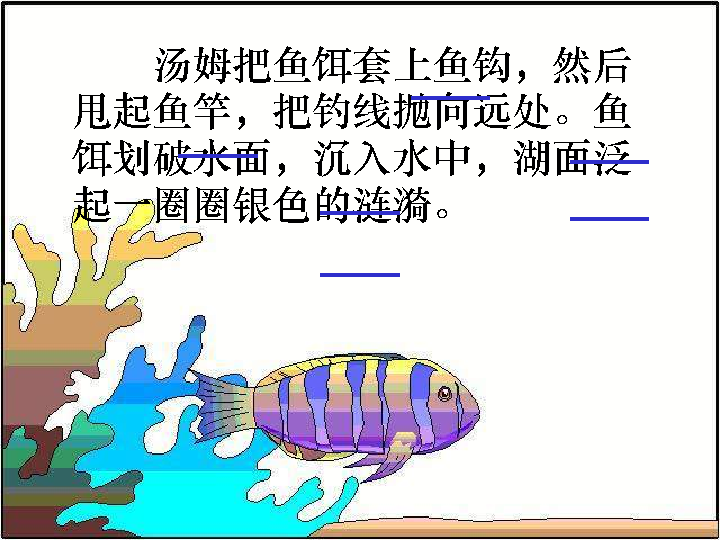 汤姆把鱼饵套上鱼钩，然后
甩起鱼竿，把钓线抛向远处。鱼
饵划破水面，沉入水中，湖面泛
起一圈圈银色的涟漪。